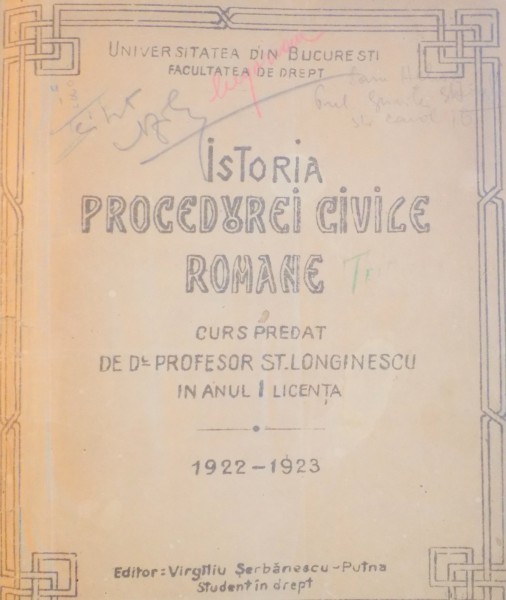 UNIVERSITATEA DIN BUCURESTI
FACULTATEA DE DREPT
ISTORIA
PROCEDUREI CIVILE
ROMANE
CURS PREDAT
DE Dl PROFESOR ST. LONGINESCU
IN ANUL I LICENȚA
1922-1923
Editor: Virgiliu Șerbănescu-Putna
Student în drept